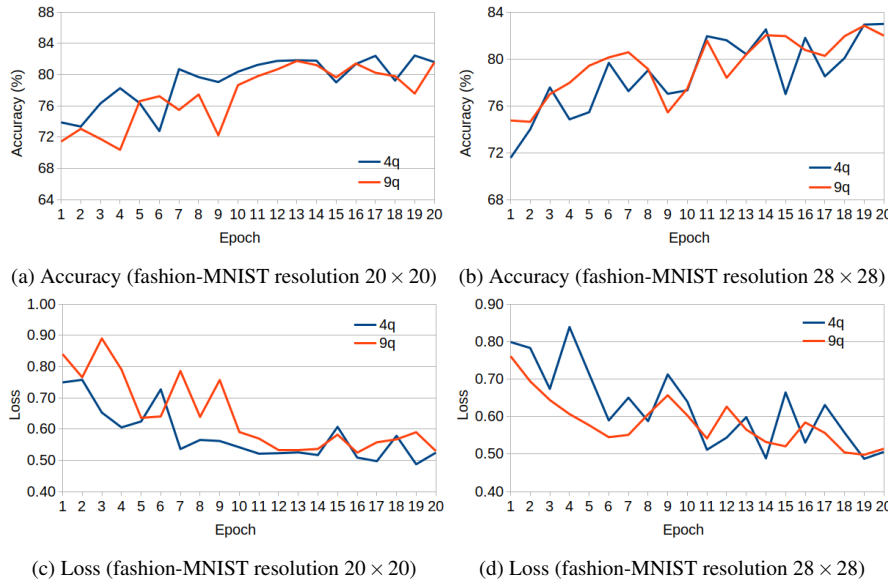 88
84
80
76
72
68
64
Accuracy (%)
1 2 3 4 5 6 7 8 9 10 11 12 13 14 15 16 17 18 19 20
Epoch
4q
9q
(a) Accuracy (fashion-MNIST resolution 20 × 20)
84
80
76
72
68
Accuracy (%)
1 2 3 4 5 6 7 8 9 10 11 12 13 14 15 16 17 18 19 20
Epoch
4q
9q
(b) Accuracy (fashion-MNIST resolution 28 × 28)
1.00
0.90
0.80
0.70
0.60
0.50
0.40
Loss
1 2 3 4 5 6 7 8 9 10 11 12 13 14 15 16 17 18 19 20
Epoch
4q
9q
(c) Loss (fashion-MNIST resolution 20 × 20)
0.90
0.80
0.70
0.60
0.50
0.40
Loss
1 2 3 4 5 6 7 8 9 10 11 12 13 14 15 16 17 18 19 20
Epoch
4q
9q
(d) Loss (fashion-MNIST resolution 28 × 28)